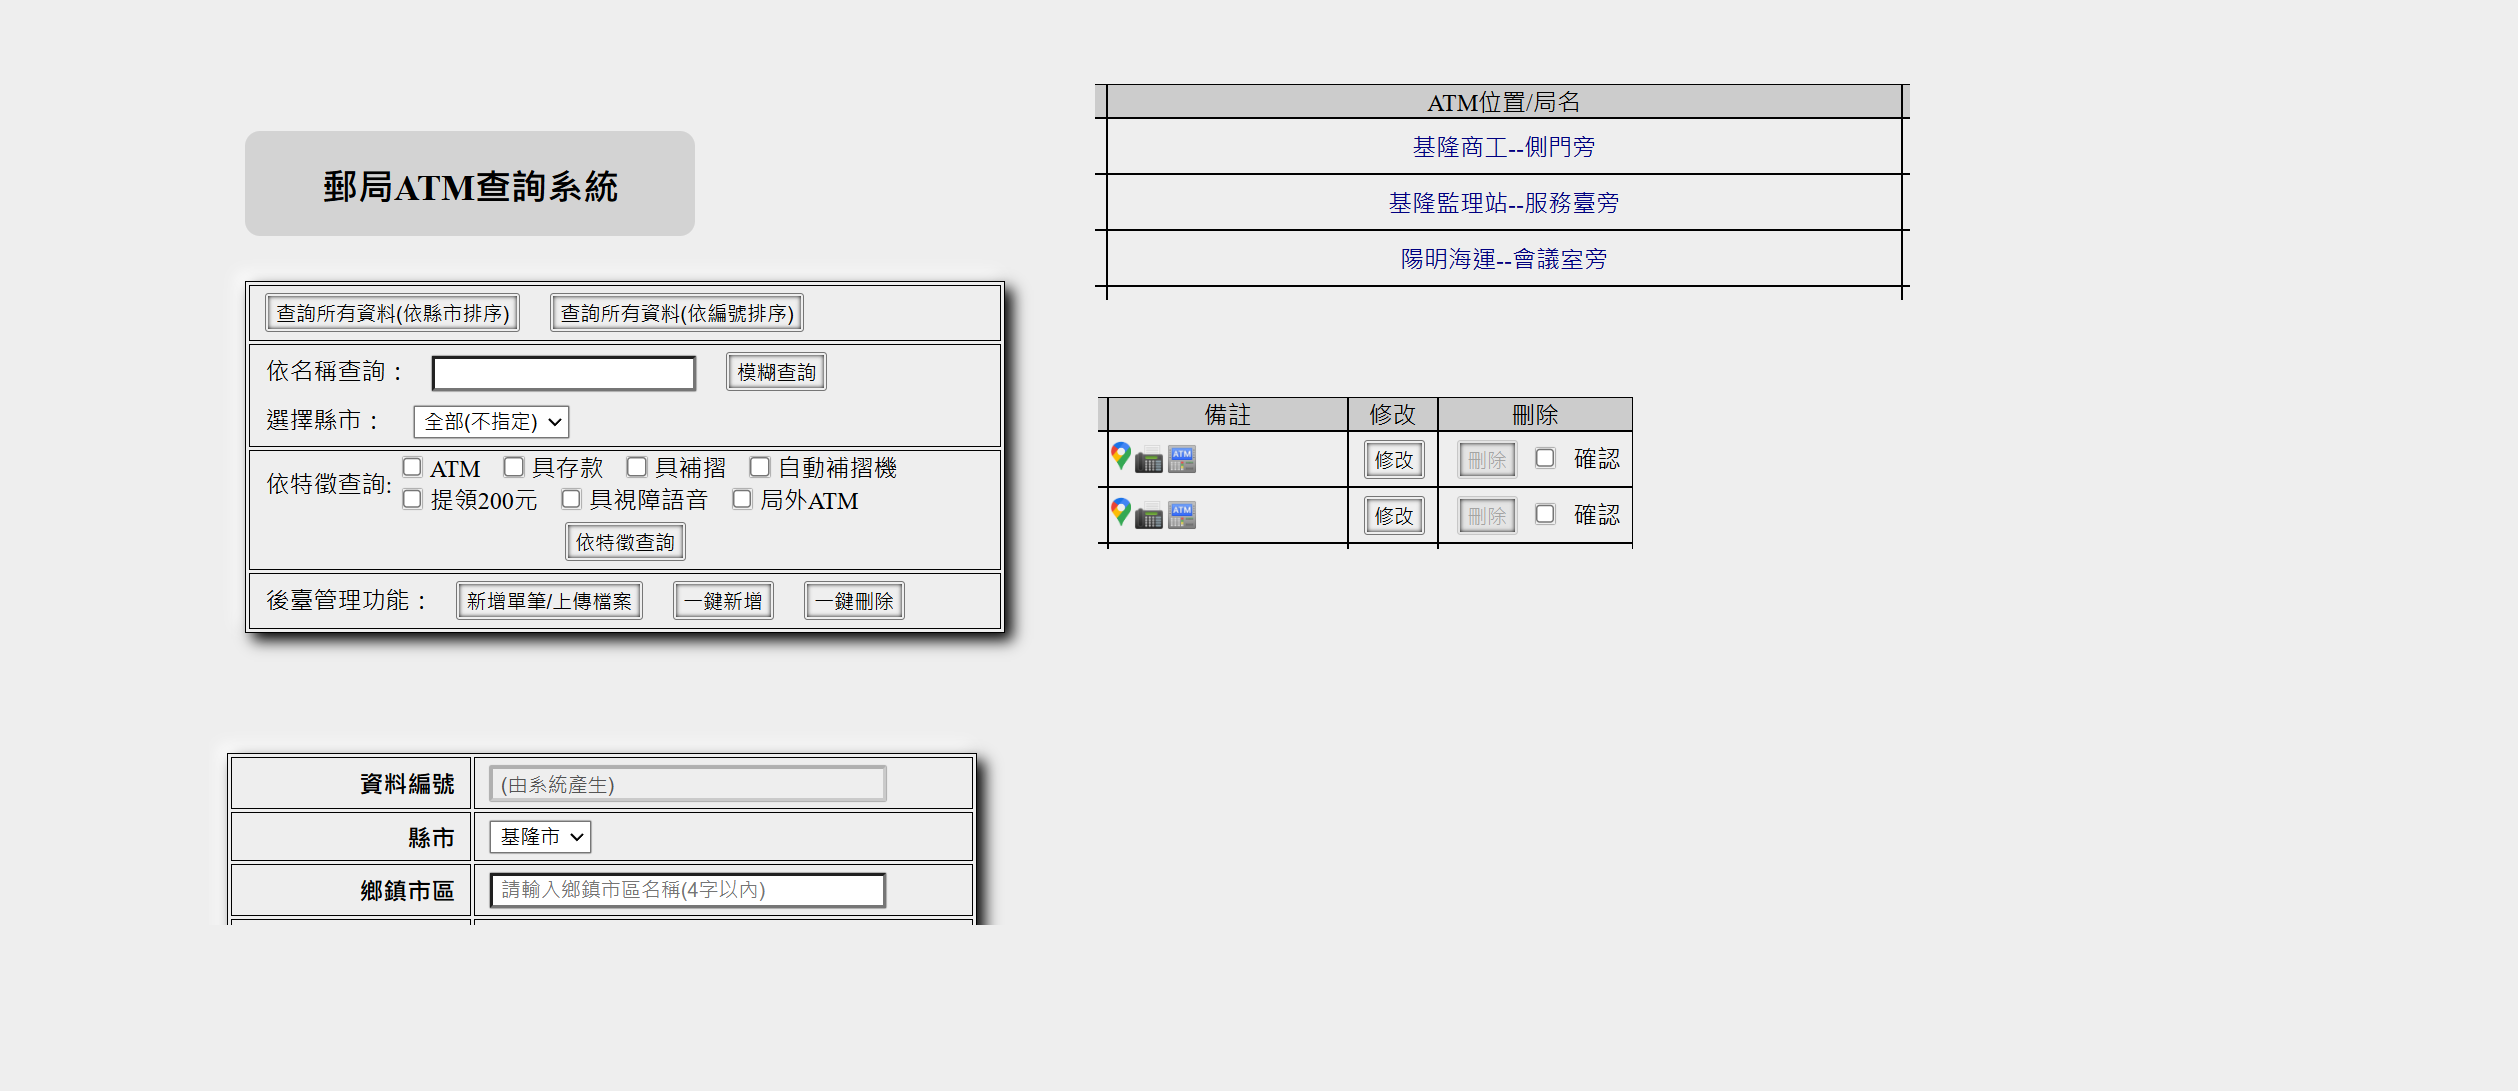 郵局ATM查詢系統
查詢所有資料(依縣市排序) 查詢所有資料(依編號排序)
依名稱查詢： 模糊查詢
選擇縣市： 全部(不指定)
依特徵查詢: ATM 具存款 具補摺 自動補摺機
提領200元 具視障語音 局外ATM
依特徵查詢
後臺管理功能： 新增單筆/上傳檔案 一鍵新增 一鍵刪除
資料編號 (由系統產生)
縣市 基隆市
鄉鎮市區 請輸入鄉鎮市區名稱(4字以內)
ATM位置/局名
基隆商工--側門旁
基隆監理站--服務臺旁
陽明海運--會議室旁
備註 修改 刪除
ATM 修改 刪除 確認
ATM 修改 刪除 確認